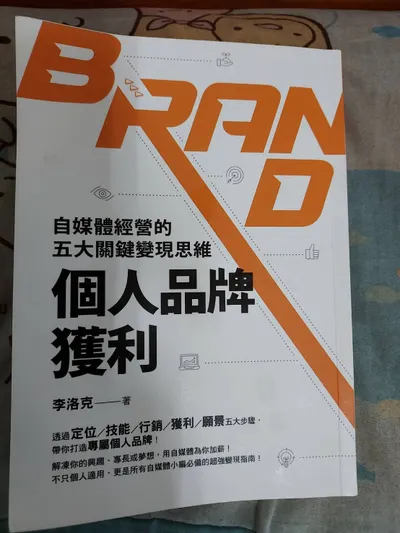 BRAND
自媒體經營的
五大關鍵變現思維
個人品牌
獲利
李洛克——著
透過定位/技能/行銷/獲利/願景五大步驟,
帶你打造專屬個人品牌!
解凍你的興趣、專長或夢想,用自媒體為你加薪!
不只個人適用,更是所有自媒體小編必備的超強變現指南!